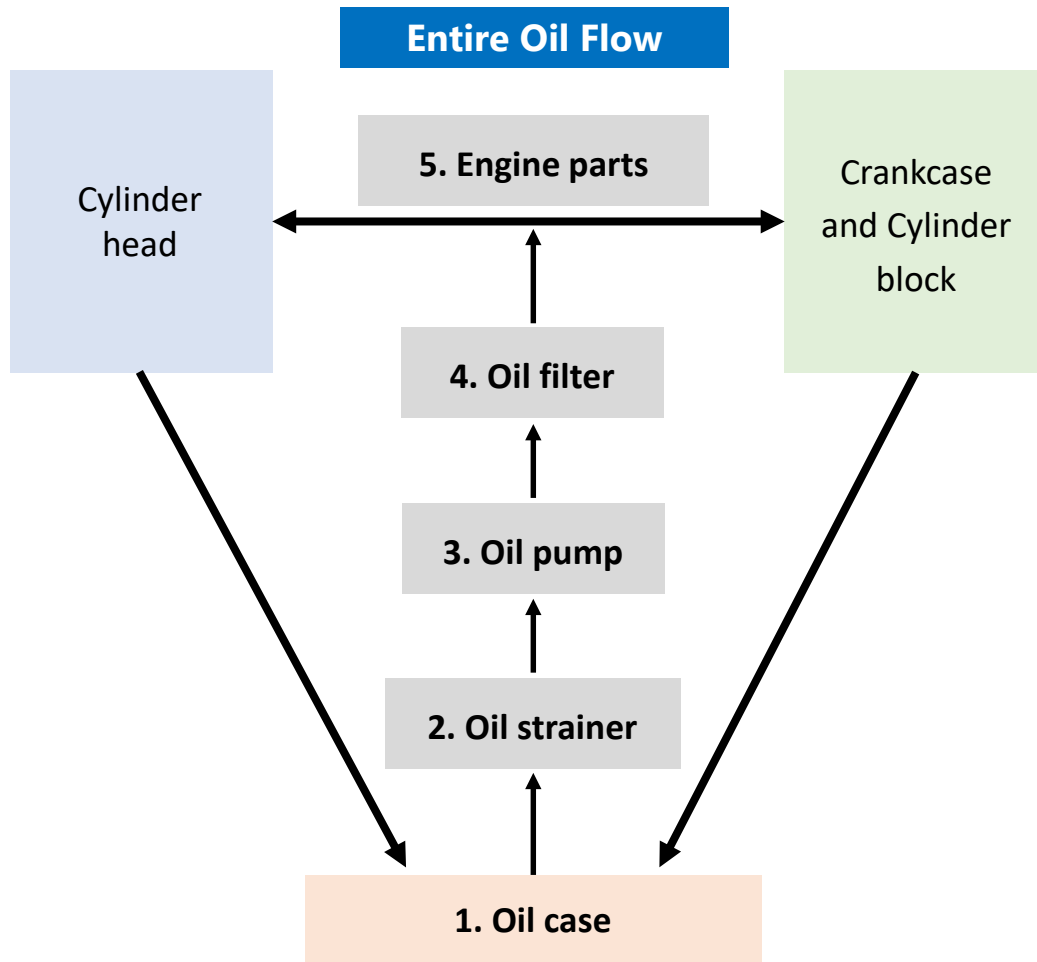 Entire Oil Flow
5. Engine parts
Cylinder
head
Crankcase
and Cylinder
block
4. Oil filter
3. Oil pump
2. Oil strainer
1. Oil case